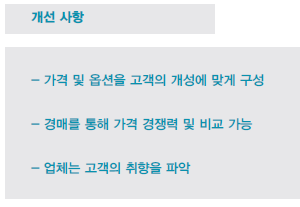 개선 사항
– 가격 및 옵션을 고객의 개성에 맞게 구성
– 경매를 통해 가격 경쟁력 및 비교 가능
– 업체는 고객의 취향을 파악